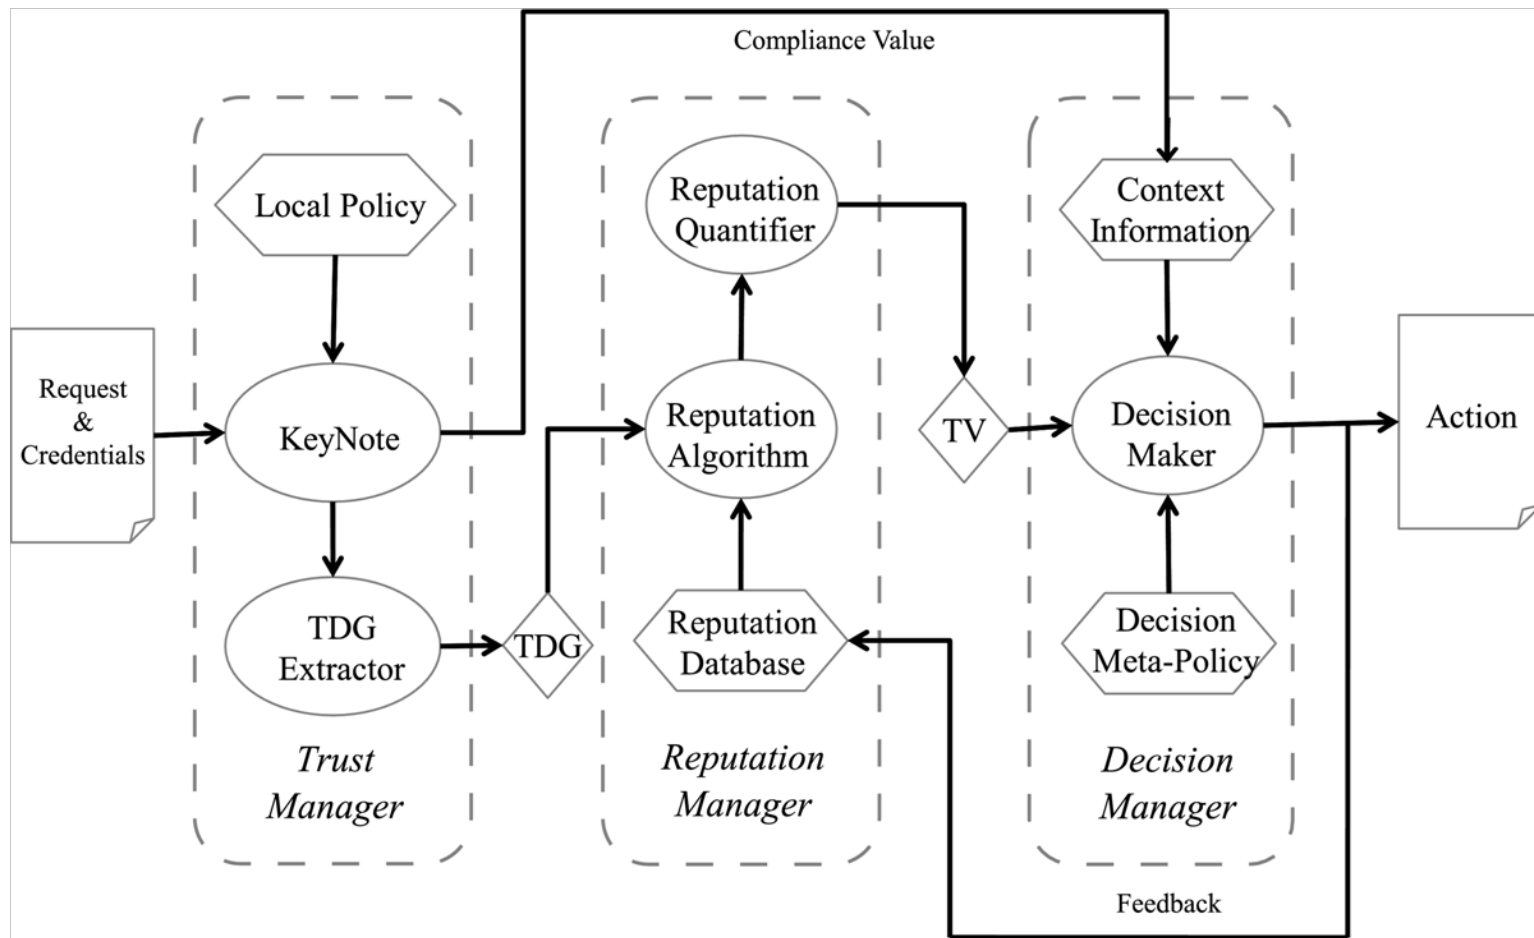 Compliance Value
Local Policy
Request
&
Credentials
KeyNote
TDG
Extractor
TDG
Trust
Manager
Reputation
Quantifier
Reputation
Algorithm
Reputation
Database
Reputation
Manager
TV
Context
Information
Decision
Maker
Decision
Meta-Policy
Decision
Manager
Action
Feedback